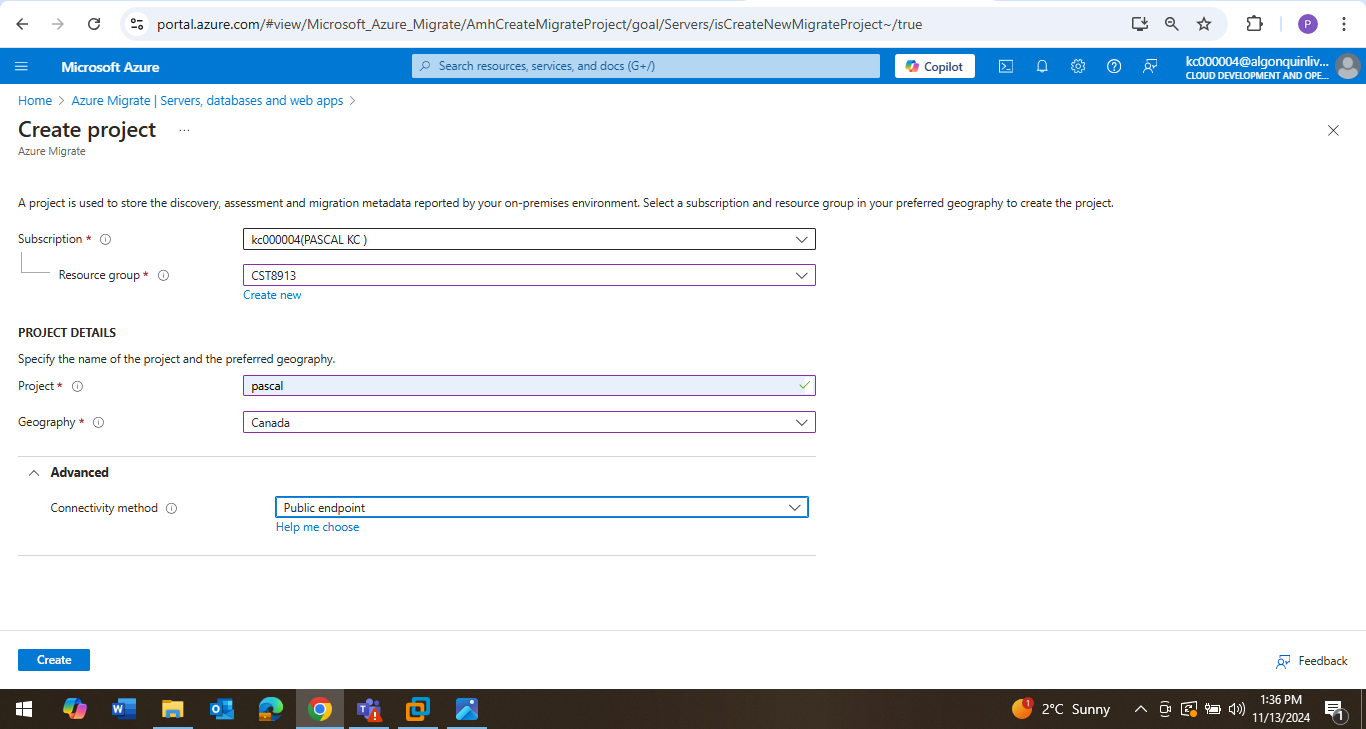 portal.azure.com/#view/Microsoft_Azure_Migrate/AmhCreateMigrateProject/goal/Servers/isCreateNewMigrateProject~/true
P
Microsoft Azure
Search resources, services, and docs (G+/)
Copilot
kc000004@algonquinliv...
CLOUD DEVELOPMENT AND OPE...
Home > Azure Migrate | Servers, databases and web apps >
Create project ...
Azure Migrate
A project is used to store the discovery, assessment and migration metadata reported by your on-premises environment. Select a subscription and resource group in your preferred geography to create the project.
Subscription *
kc000004(PASCAL KC )
Resource group *
CST8913
Create new
PROJECT DETAILS
Specify the name of the project and the preferred geography.
Project *
pascal
Geography *
Canada
Advanced
Connectivity method
Public endpoint
Help me choose
Create
Feedback
1
2°C Sunny
1:36 PM
11/13/2024
1